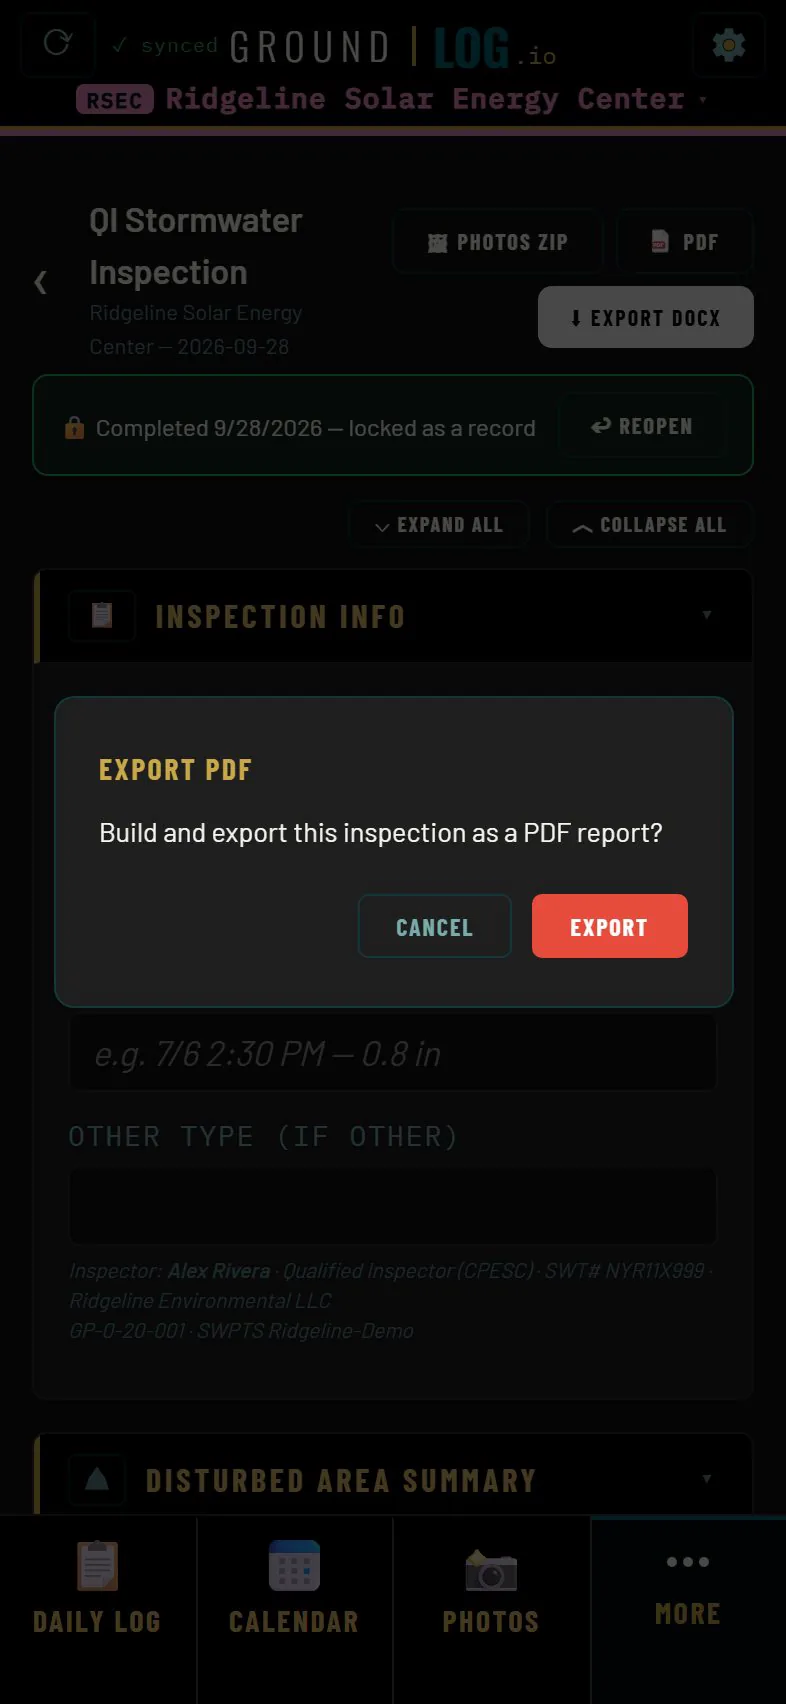 ✓ synced GROUND | LOG.io
RSEC Ridgeline Solar Energy Center ▾
QI Stormwater
Inspection
Ridgeline Solar Energy
Center — 2026-09-28
PHOTOS ZIP
PDF
⬇ EXPORT DOCX
Completed 9/28/2026 — locked as a record
↩ REOPEN
EXPAND ALL
COLLAPSE ALL
INSPECTION INFO
EXPORT PDF
Build and export this inspection as a PDF report?
CANCEL
EXPORT
e.g. 7/6 2:30 PM — 0.8 in
OTHER TYPE (IF OTHER)
Inspector: Alex Rivera · Qualified Inspector (CPESC) · SWT# NYR11X999 ·
Ridgeline Environmental LLC
GP-0-20-001 · SWPTS Ridgeline-Demo
DISTURBED AREA SUMMARY
DAILY LOG
CALENDAR
PHOTOS
MORE